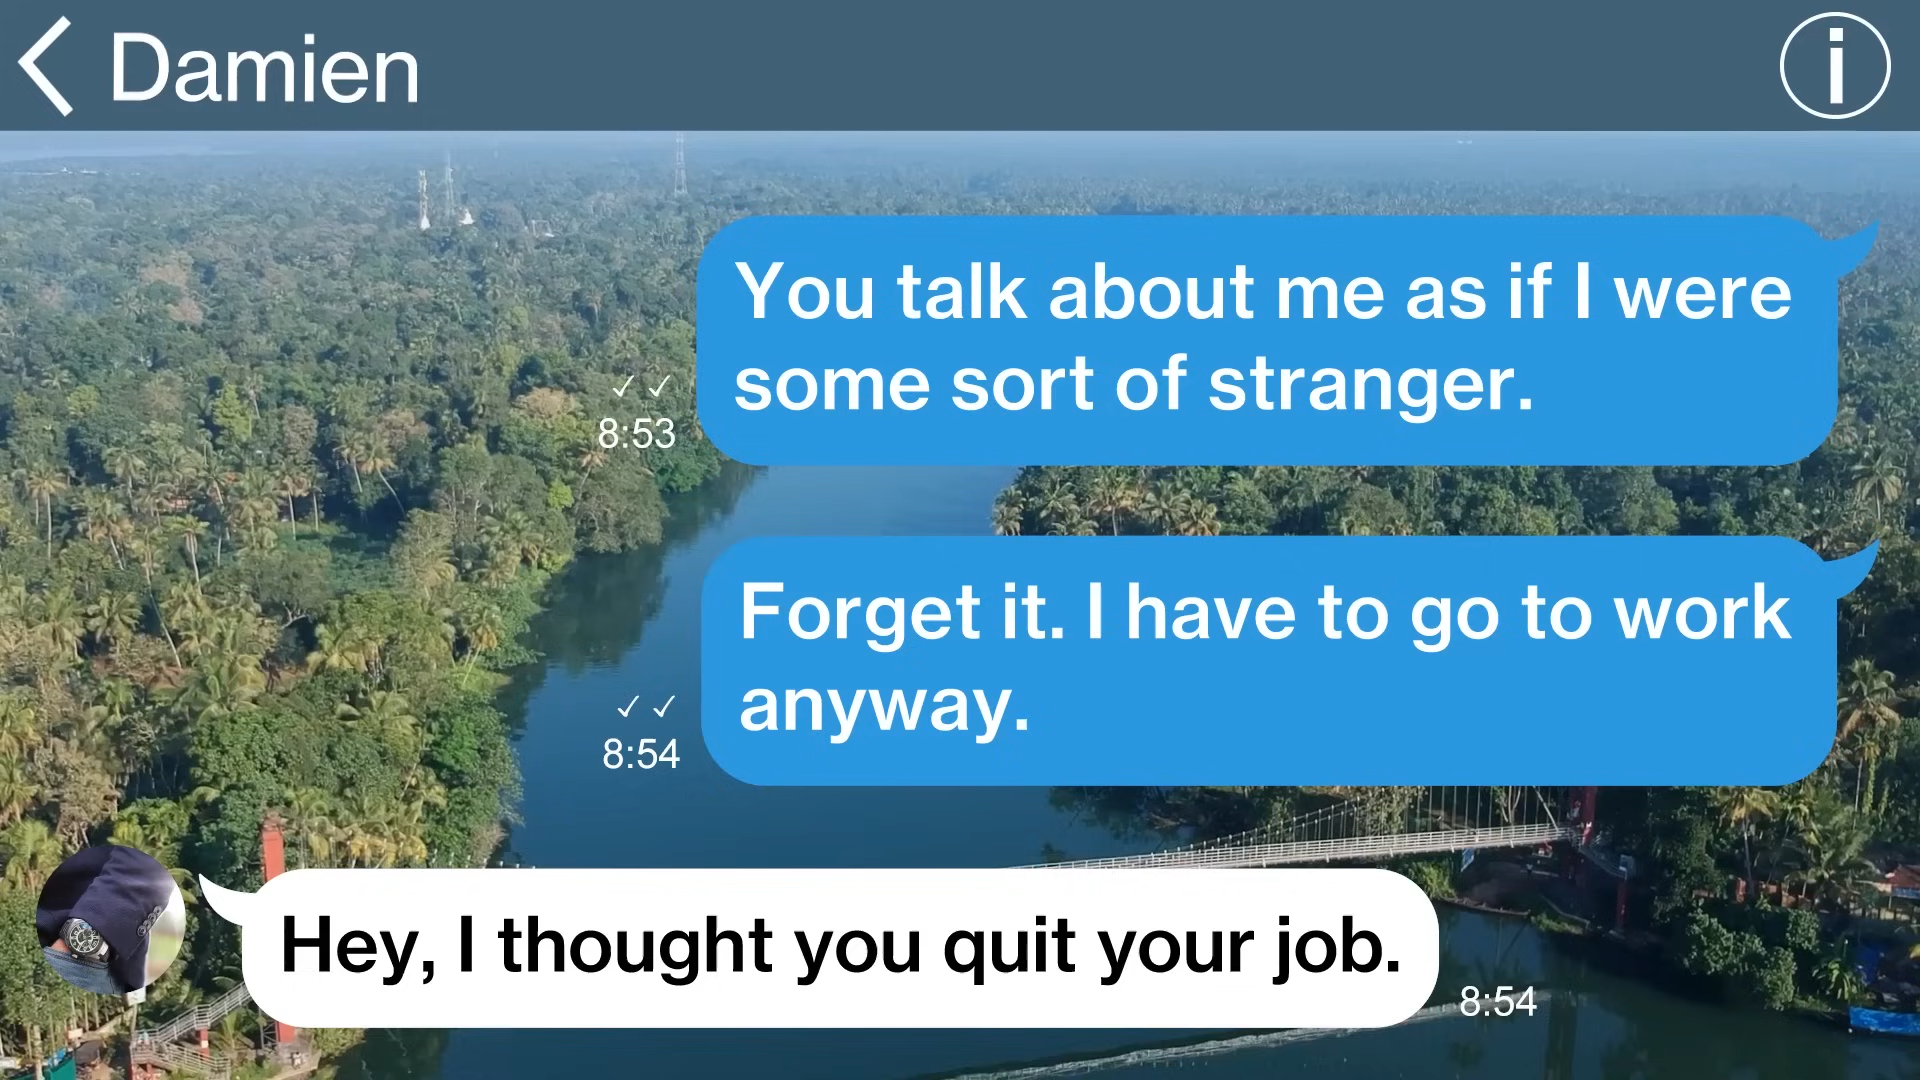 Damien
You talk about me as if I were
some sort of stranger.
8:53
Forget it. I have to go to work
anyway.
8:54
Hey, I thought you quit your job.
8:54